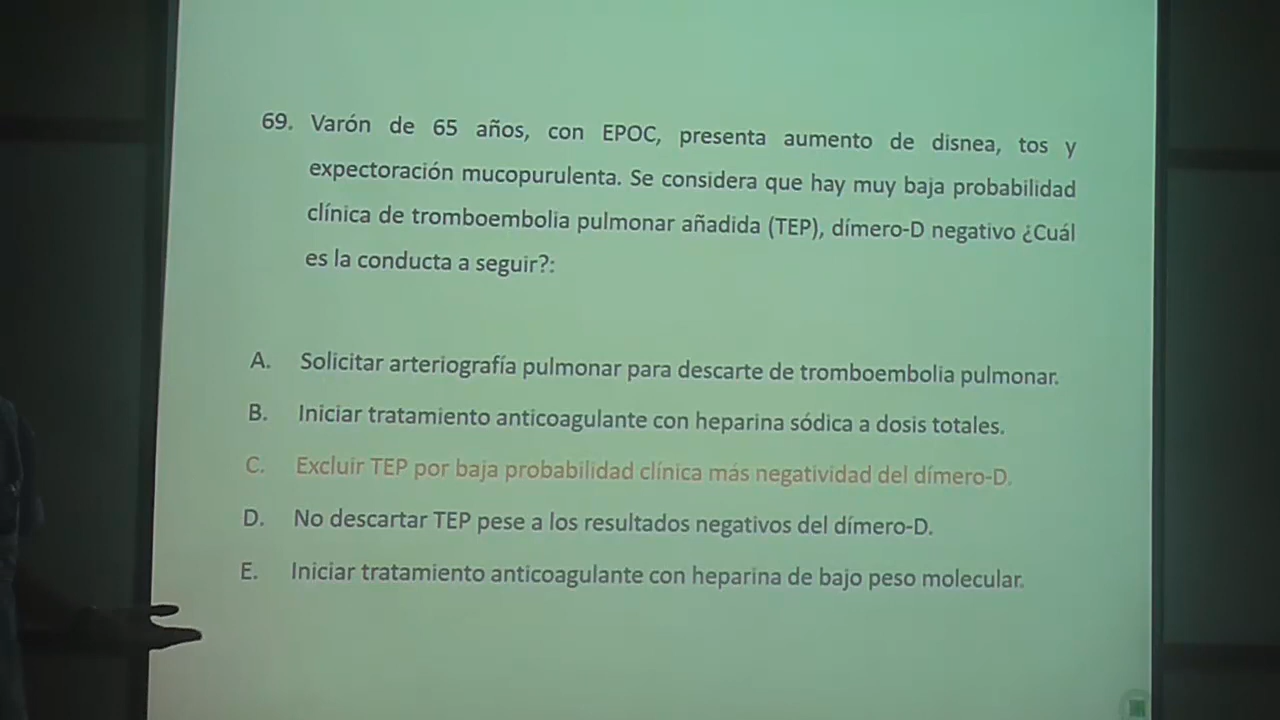 69. Varón de 65 años, con EPOC, presenta aumento de disnea, tos y
expectoración mucopurulenta. Se considera que hay muy baja probabilidad
clínica de tromboembolia pulmonar añadida (TEP), dímero-D negativo ¿Cuál
es la conducta a seguir?:
A. Solicitar arteriografía pulmonar para descarte de tromboembolia pulmonar.
B. Iniciar tratamiento anticoagulante con heparina sódica a dosis totales.
C. Excluir TEP por baja probabilidad clínica más negatividad del dímero-D.
D. No descartar TEP pese a los resultados negativos del dímero-D.
E. Iniciar tratamiento anticoagulante con heparina de bajo peso molecular.